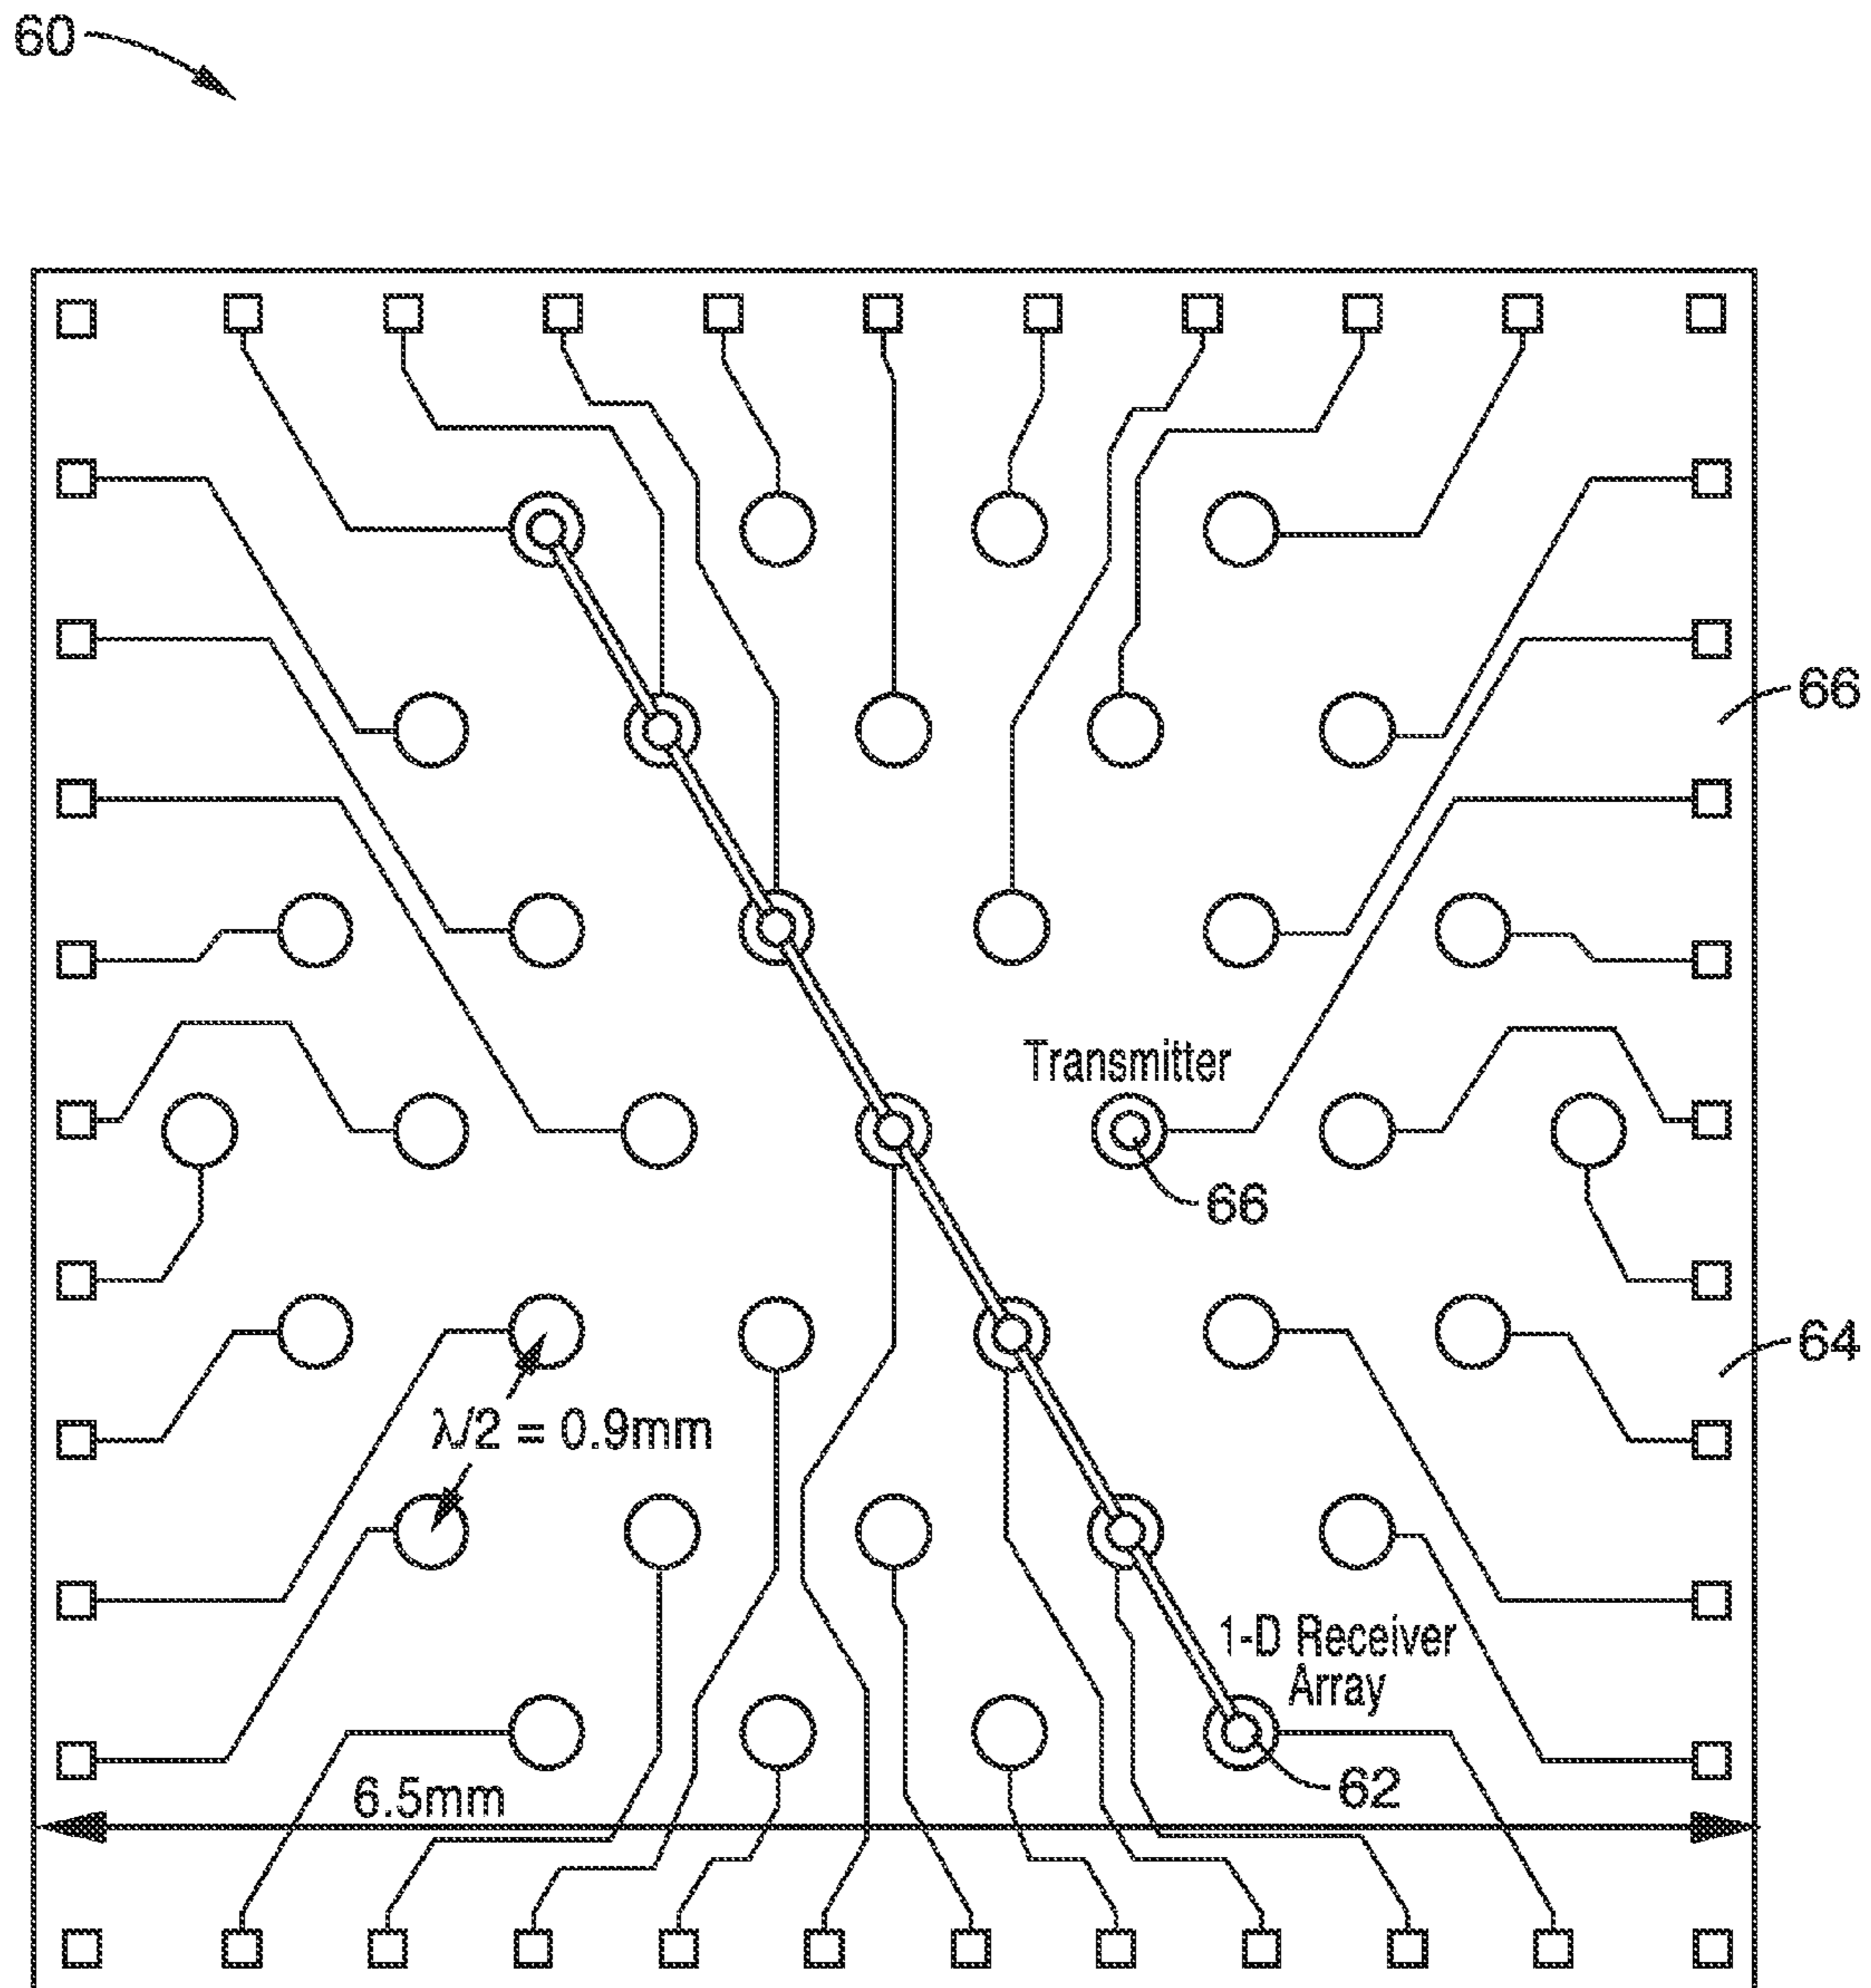 60
66
Transmitter
66
64
λ/2 = 0.9mm
1-D Receiver
Array
62
6.5mm